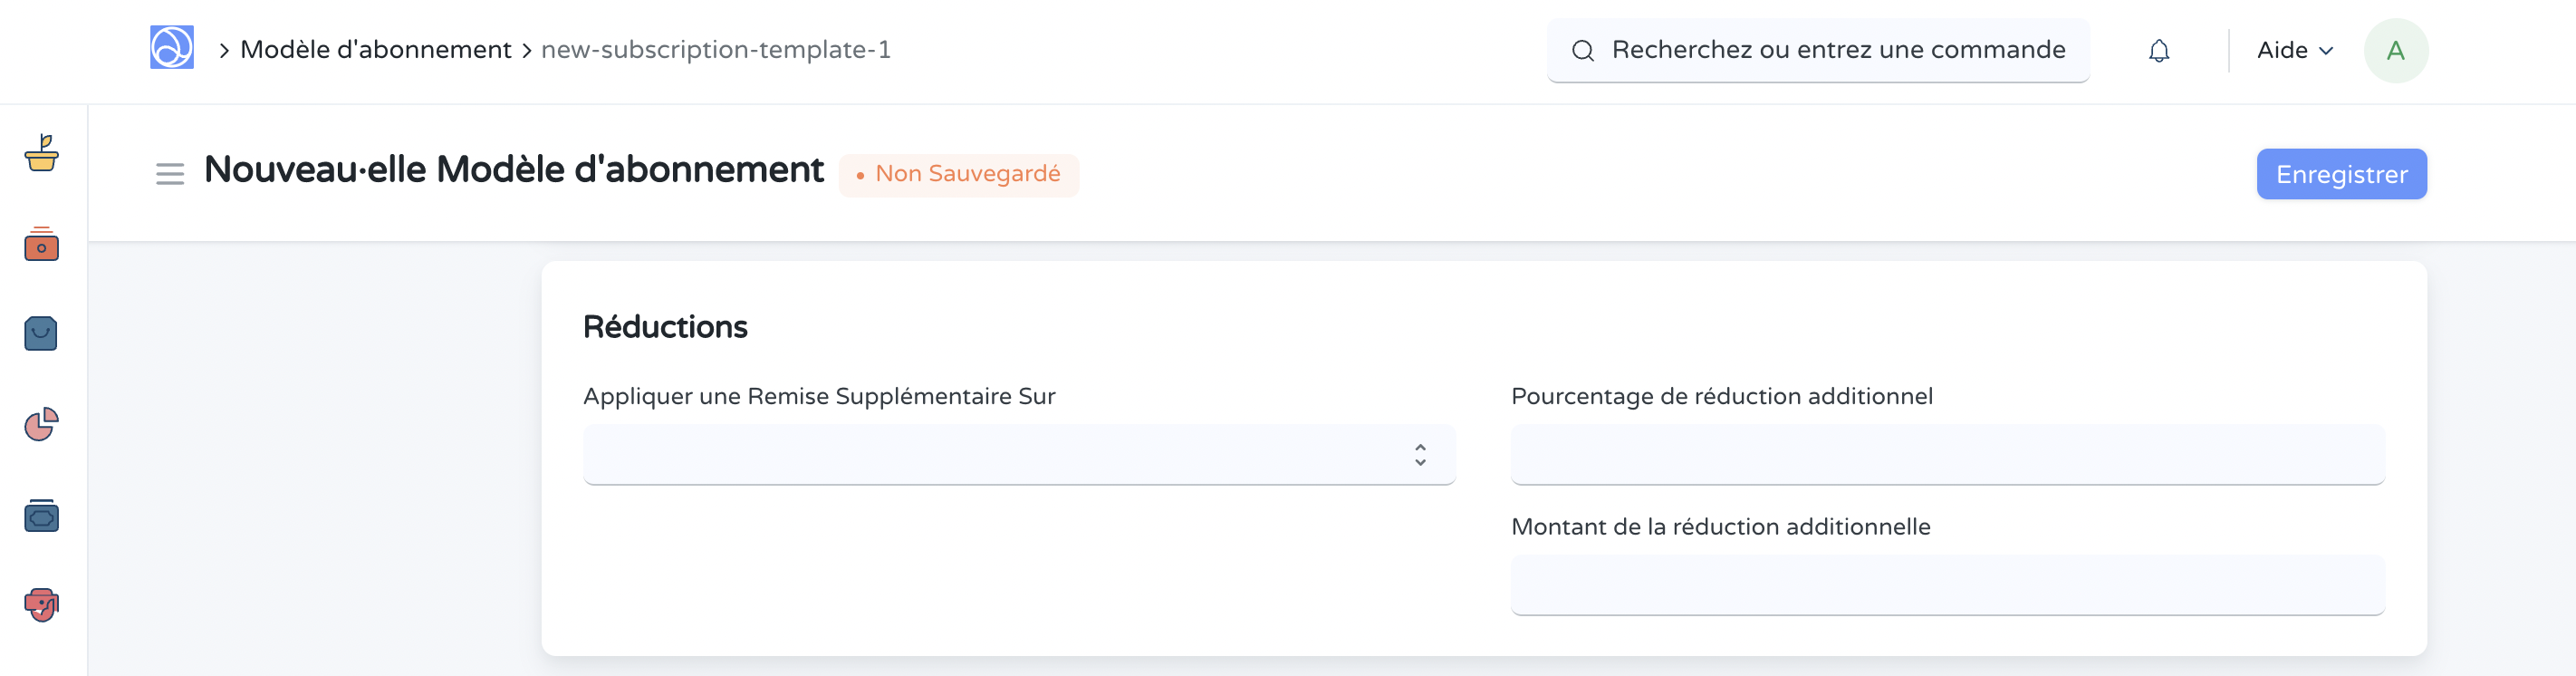 Modèle d'abonnement
new-subscription-template-1
Recherchez ou entrez une commande
Aide
A
Nouveau·elle Modèle d'abonnement
• Non Sauvegardé
Enregistrer
Réductions
Appliquer une Remise Supplémentaire Sur
Pourcentage de réduction additionnel
Montant de la réduction additionnelle